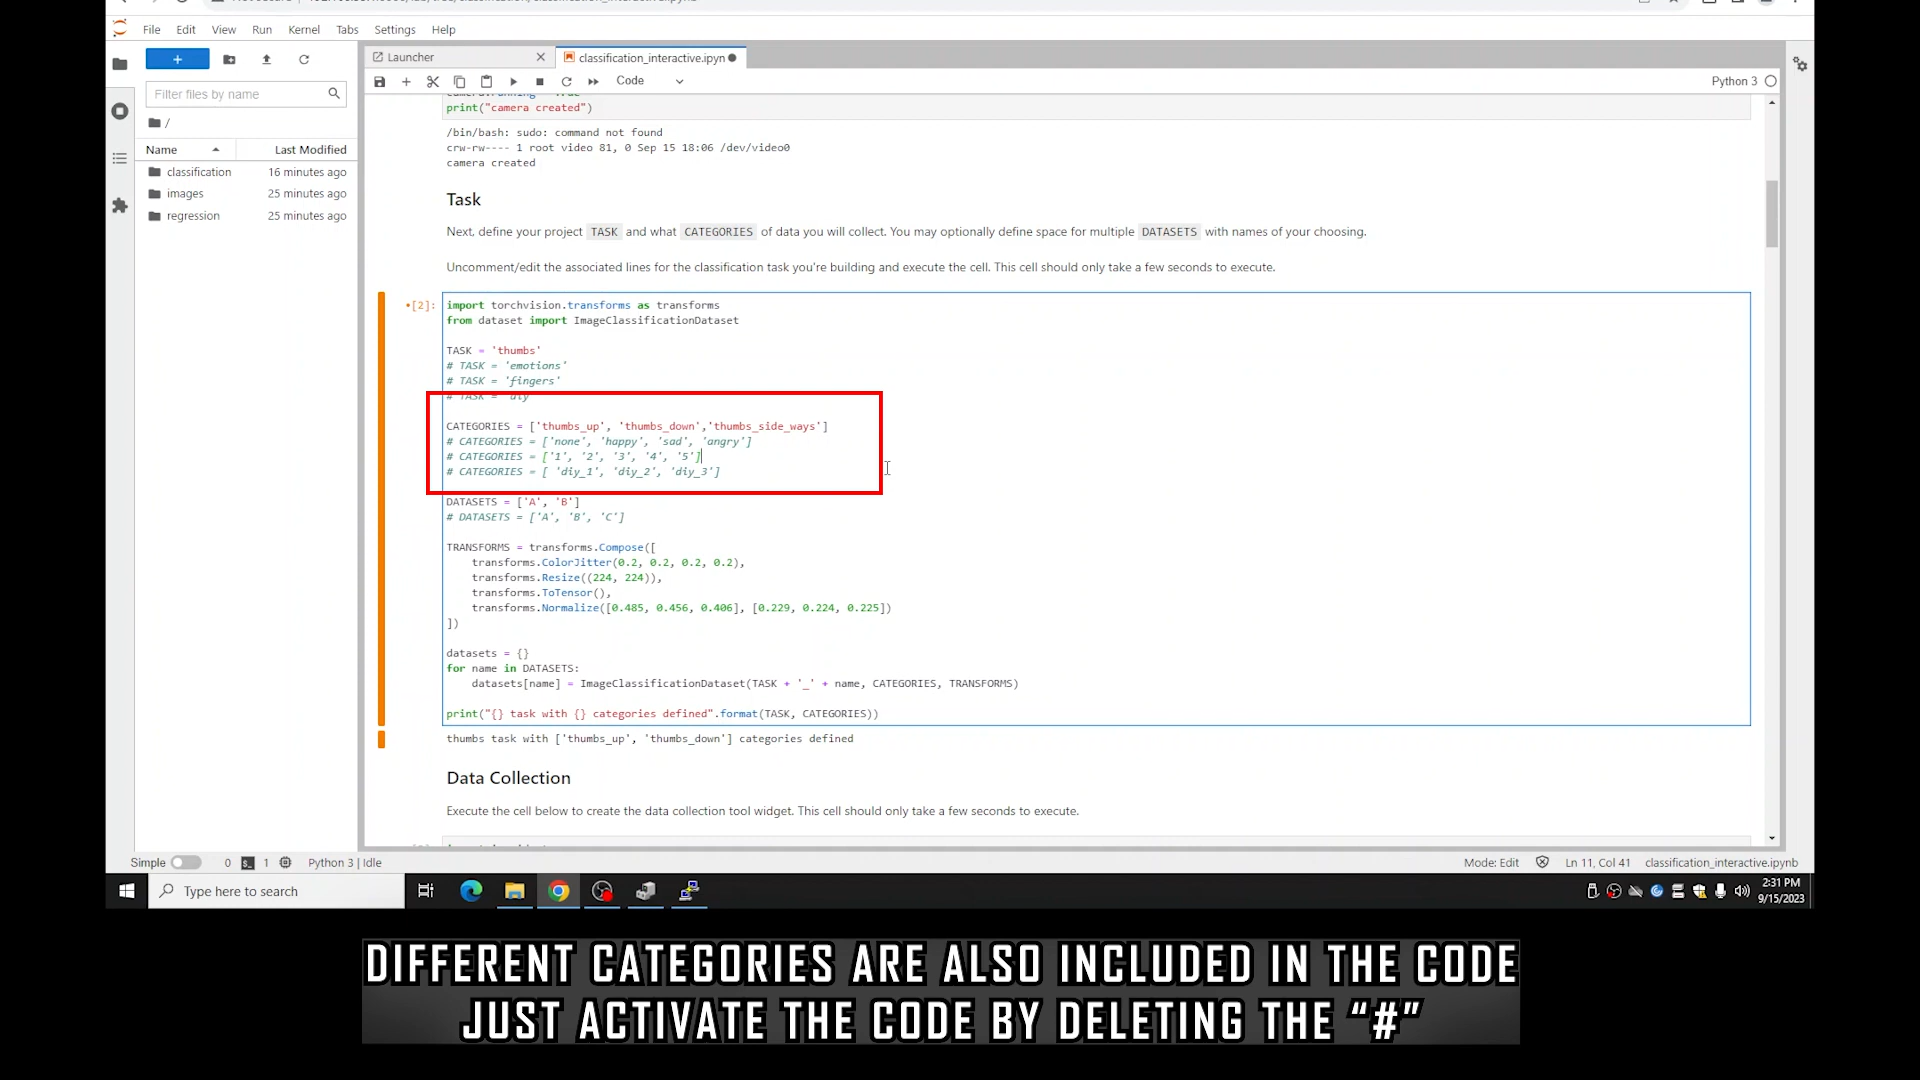 File Edit View Run Kernel Tabs Settings Help
Launcher
classification_interactive.ipyn
Code
Python 3
Filter files by name
/
Name Last Modified
classification 16 minutes ago
images 25 minutes ago
regression 25 minutes ago
print("camera created")
/bin/bash: sudo: command not found
crw-rw---- 1 root video 81, 0 Sep 15 18:06 /dev/video0
camera created
Task
Next, define your project TASK and what CATEGORIES of data you will collect. You may optionally define space for multiple DATASETS with names of your choosing.
Uncomment/edit the associated lines for the classification task you're building and execute the cell. This cell should only take a few seconds to execute.
•[2]:
import torchvision.transforms as transforms
from dataset import ImageClassificationDataset
TASK = 'thumbs'
# TASK = 'emotions'
# TASK = 'fingers'
# TASK = 'diy'
CATEGORIES = ['thumbs_up', 'thumbs_down','thumbs_side_ways']
# CATEGORIES = ['none', 'happy', 'sad', 'angry']
# CATEGORIES = ['1', '2', '3', '4', '5']
# CATEGORIES = [ 'diy_1', 'diy_2', 'diy_3']
DATASETS = ['A', 'B']
# DATASETS = ['A', 'B', 'C']
TRANSFORMS = transforms.Compose([
transforms.ColorJitter(0.2, 0.2, 0.2, 0.2),
transforms.Resize((224, 224)),
transforms.ToTensor(),
transforms.Normalize([0.485, 0.456, 0.406], [0.229, 0.224, 0.225])
])
datasets = {}
for name in DATASETS:
datasets[name] = ImageClassificationDataset(TASK + '_' + name, CATEGORIES, TRANSFORMS)
print("{} task with {} categories defined".format(TASK, CATEGORIES))
thumbs task with ['thumbs_up', 'thumbs_down'] categories defined
Data Collection
Execute the cell below to create the data collection tool widget. This cell should only take a few seconds to execute.
Simple 0 1 Python 3 | Idle Mode: Edit Ln 11, Col 41 classification_interactive.ipynb
Type here to search
2:31 PM
9/15/2023
DIFFERENT CATEGORIES ARE ALSO INCLUDED IN THE CODE
JUST ACTIVATE THE CODE BY DELETING THE “#”